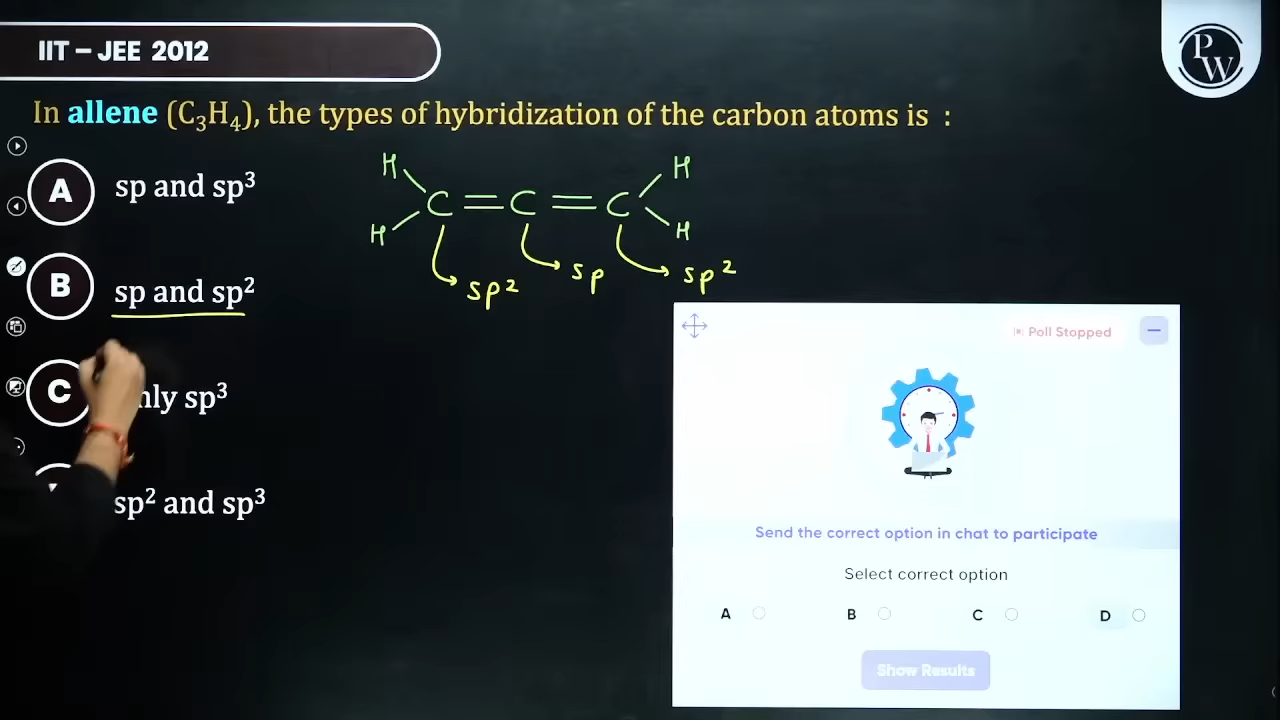 IIT – JEE 2012
PW
In allene (C₃H₄), the types of hybridization of the carbon atoms is :
A sp and sp³
B sp and sp²
C sp³
sp² and sp³
H H
C = C = C
H H
sp² sp sp²
Poll Stopped
Send the correct option in chat to participate
Select correct option
A B C D
Show Results